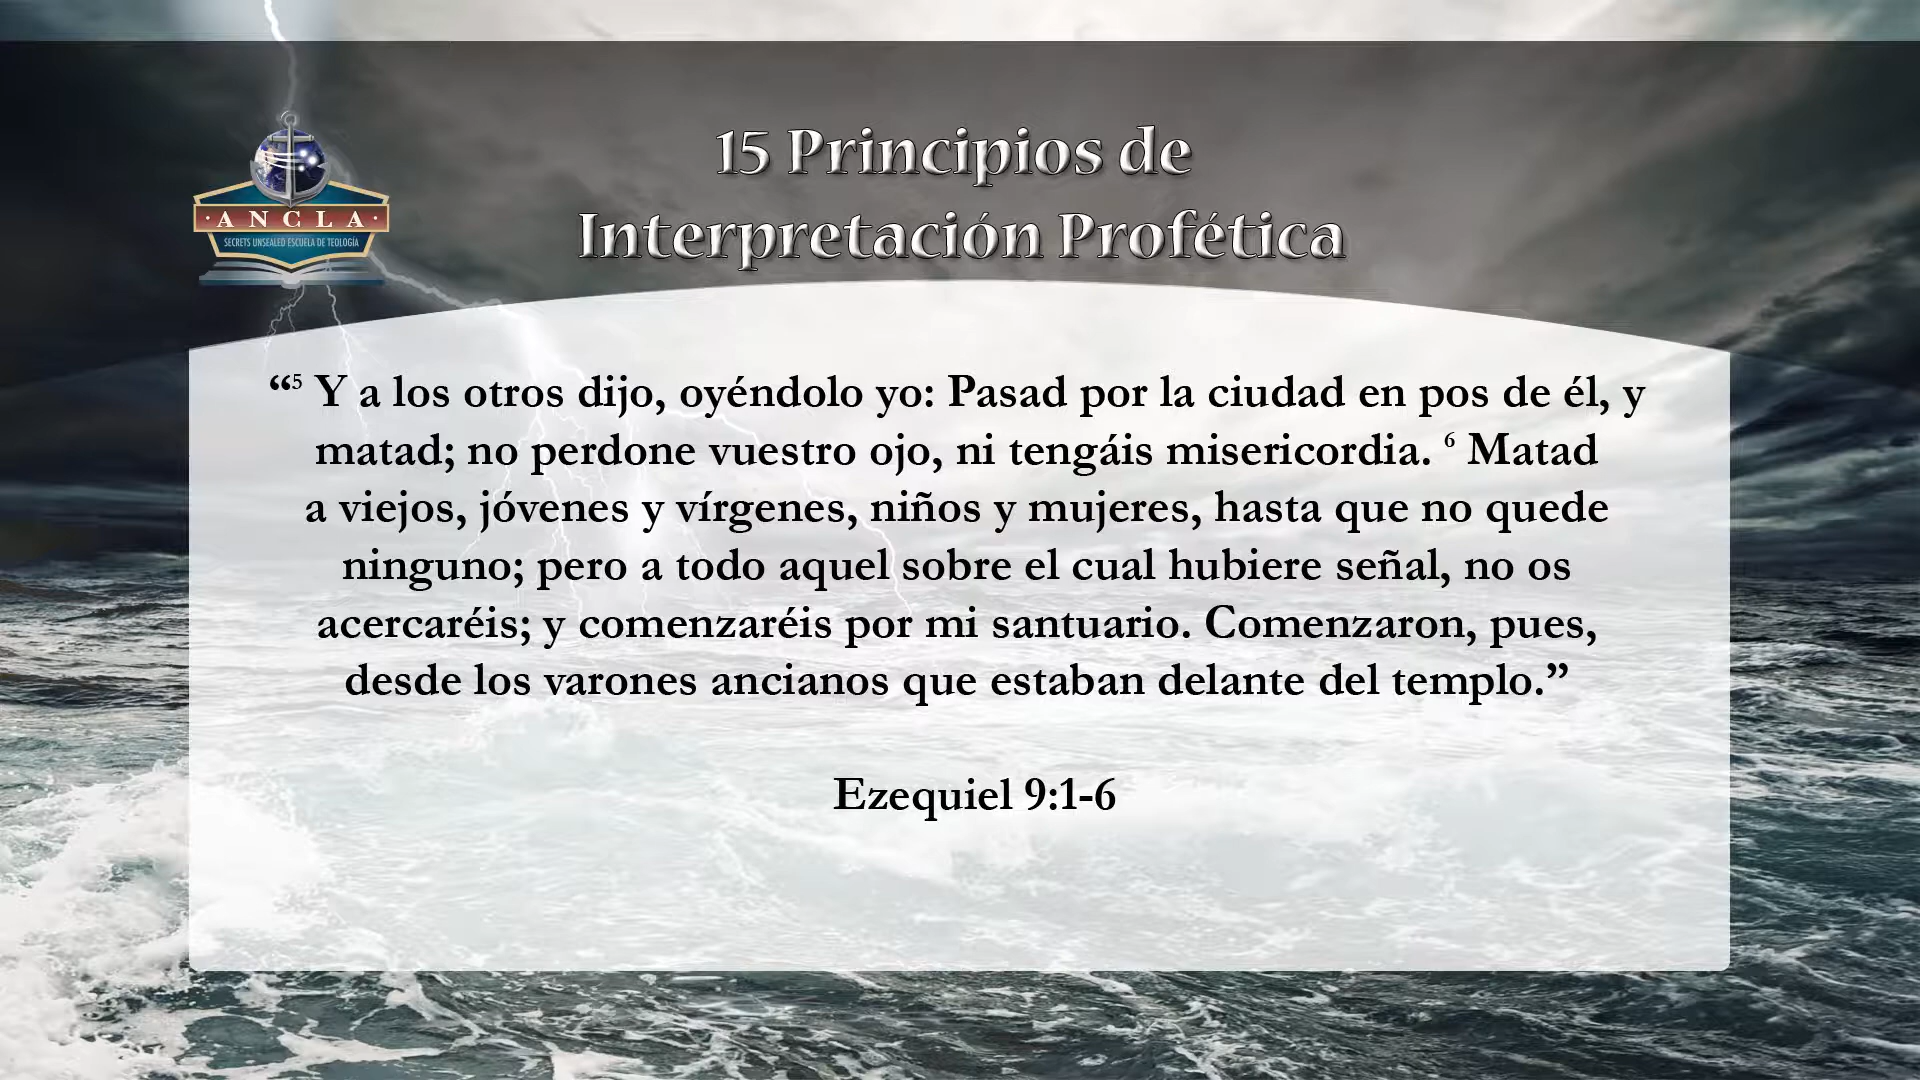 15 Principios de
Interpretación Profética
·ANCLA·
SECRETS UNSEALED ESCUELA DE TEOLOGÍA
“⁵ Y a los otros dijo, oyéndolo yo: Pasad por la ciudad en pos de él, y
matad; no perdone vuestro ojo, ni tengáis misericordia. ⁶ Matad
a viejos, jóvenes y vírgenes, niños y mujeres, hasta que no quede
ninguno; pero a todo aquel sobre el cual hubiere señal, no os
acercaréis; y comenzaréis por mi santuario. Comenzaron, pues,
desde los varones ancianos que estaban delante del templo.”
Ezequiel 9:1-6